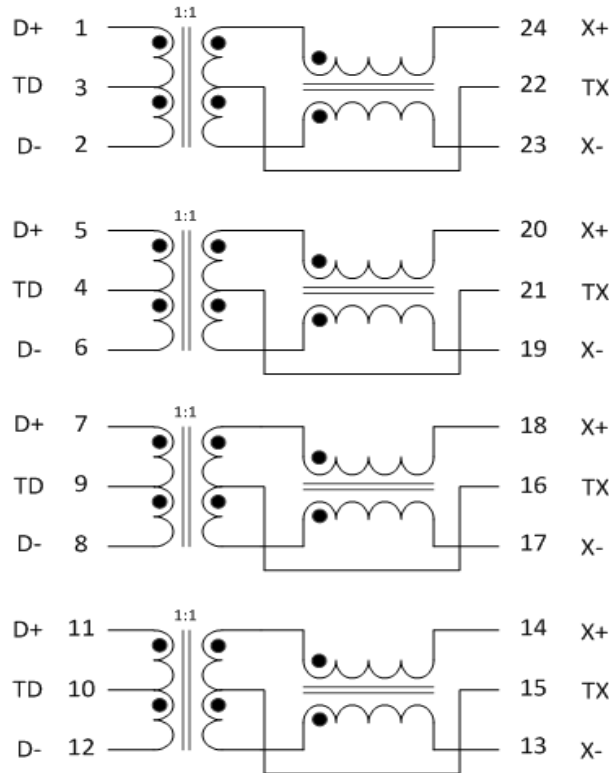 1:1
D+ 1 24 X+
TD 3 22 TX
D- 2 23 X-
1:1
D+ 5 20 X+
TD 4 21 TX
D- 6 19 X-
1:1
D+ 7 18 X+
TD 9 16 TX
D- 8 17 X-
1:1
D+ 11 14 X+
TD 10 15 TX
D- 12 13 X-